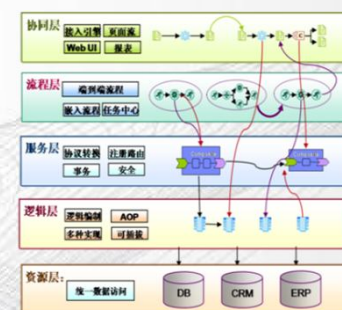 协同层
接入引擎 页面流
Web UI 报表
流程层
端到端流程
嵌入流程 任务中心
服务层
协议转换 注册路由
事务 安全
逻辑层
逻辑编制 AOP
多种实现 可插拔
资源层:
统一数据访问
DB CRM ERP